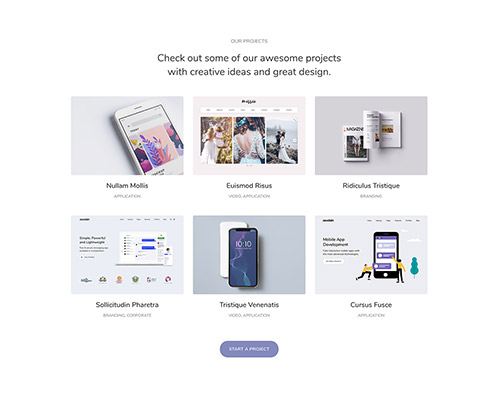 OUR PROJECTS
Check out some of our awesome projects
with creative ideas and great design.
MAGAZINE
Nullam Mollis
APPLICATION
Euismod Risus
VIDEO, APPLICATION
Ridiculus Tristique
BRANDING
Simple, Powerful
and Lightweight
10:10
Mobile App
Development
Sollicitudin Pharetra
BRANDING, CORPORATE
Tristique Venenatis
VIDEO, APPLICATION
Cursus Fusce
APPLICATION
START A PROJECT